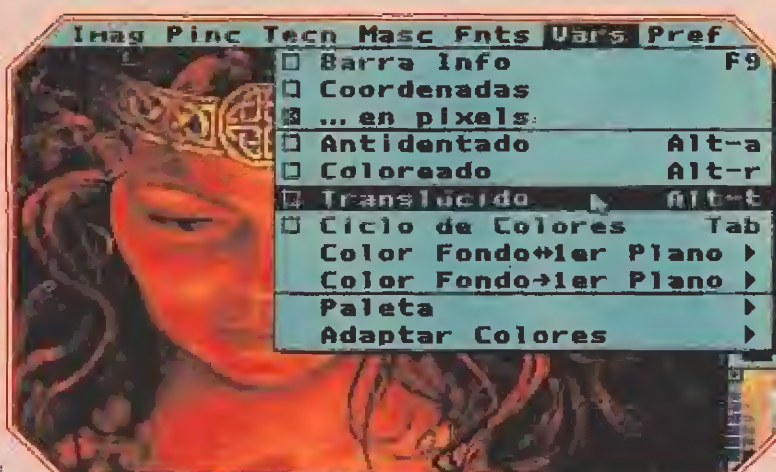 Imag Pinc Tecn Masc Fnts Vars Pref
Barra Info F9
Coordenadas
... en pixels
Antidentado Alt-a
Coloreado Alt-r
Translúcido Alt-t
Ciclo de Colores Tab
Color Fondo↔1er Plano ▶
Color Fondo→1er Plano ▶
Paleta ▶
Adaptar Colores ▶